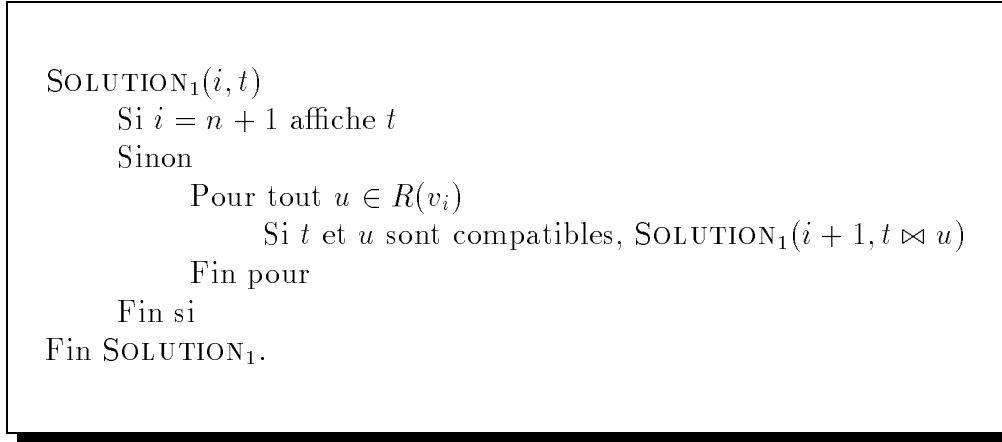 SOLUTION₁(i, t)
Si i = n + 1 affiche t
Sinon
Pour tout u ∈ R(vᵢ)
Si t et u sont compatibles, SOLUTION₁(i + 1, t ⋈ u)
Fin pour
Fin si
Fin SOLUTION₁.